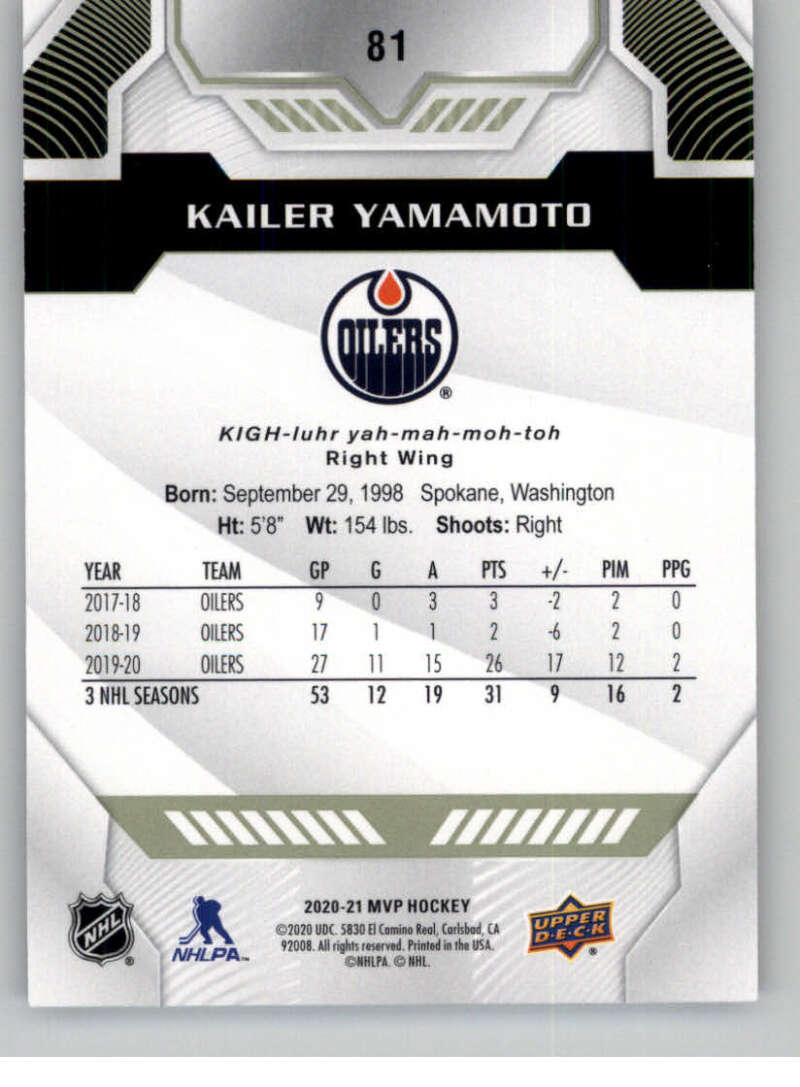 81
KAILER YAMAMOTO
OILERS
®
KIGH-luhr yah-mah-moh-toh
Right Wing
Born: September 29, 1998 Spokane, Washington
Ht: 5'8" Wt: 154 lbs. Shoots: Right
YEAR TEAM GP G A PTS +/- PIM PPG
2017-18 OILERS 9 0 3 3 -2 2 0
2018-19 OILERS 17 1 1 2 -6 2 0
2019-20 OILERS 27 11 15 26 17 12 2
3 NHL SEASONS 53 12 19 31 9 16 2
NHL ®
NHLPA™
2020-21 MVP HOCKEY
©2020 UDC. 5830 El Camino Real, Carlsbad, CA
92008. All rights reserved. Printed in the USA.
©NHLPA. © NHL.
UPPER
D·E·C·K ®